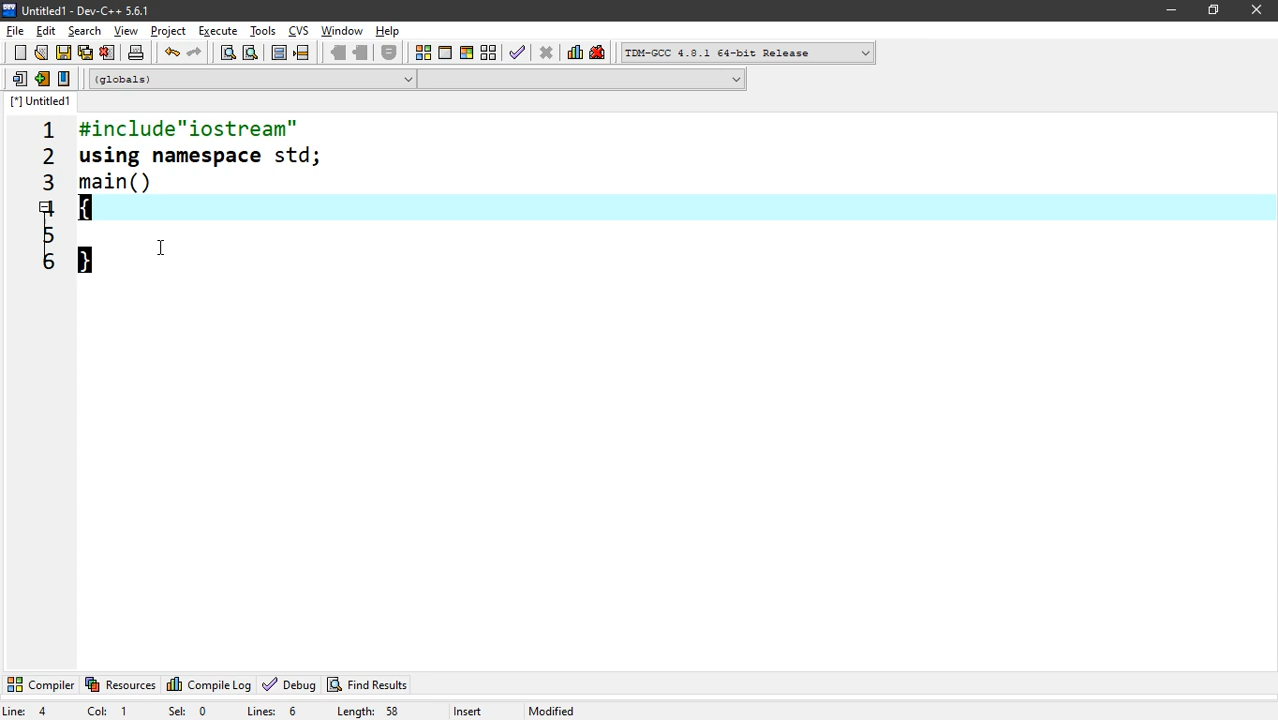 Untitled1 - Dev-C++ 5.6.1
File Edit Search View Project Execute Tools CVS Window Help
TDM-GCC 4.8.1 64-bit Release
(globals)
[*] Untitled1
1 #include"iostream"
2 using namespace std;
3 main()
4 {
5
6 }
Compiler Resources Compile Log Debug Find Results
Line: 4 Col: 1 Sel: 0 Lines: 6 Length: 58 Insert Modified